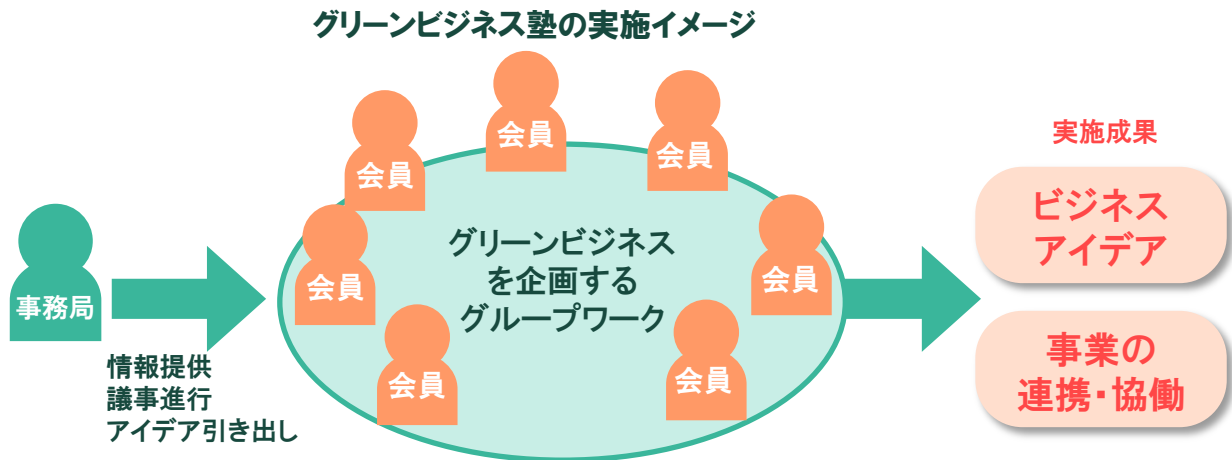 グリーンビジネス塾の実施イメージ
会員
会員
会員
会員
会員
会員
会員
事務局
情報提供
議事進行
アイデア引き出し
グリーンビジネス
を企画する
グループワーク
実施成果
ビジネス
アイデア
事業の
連携・協働